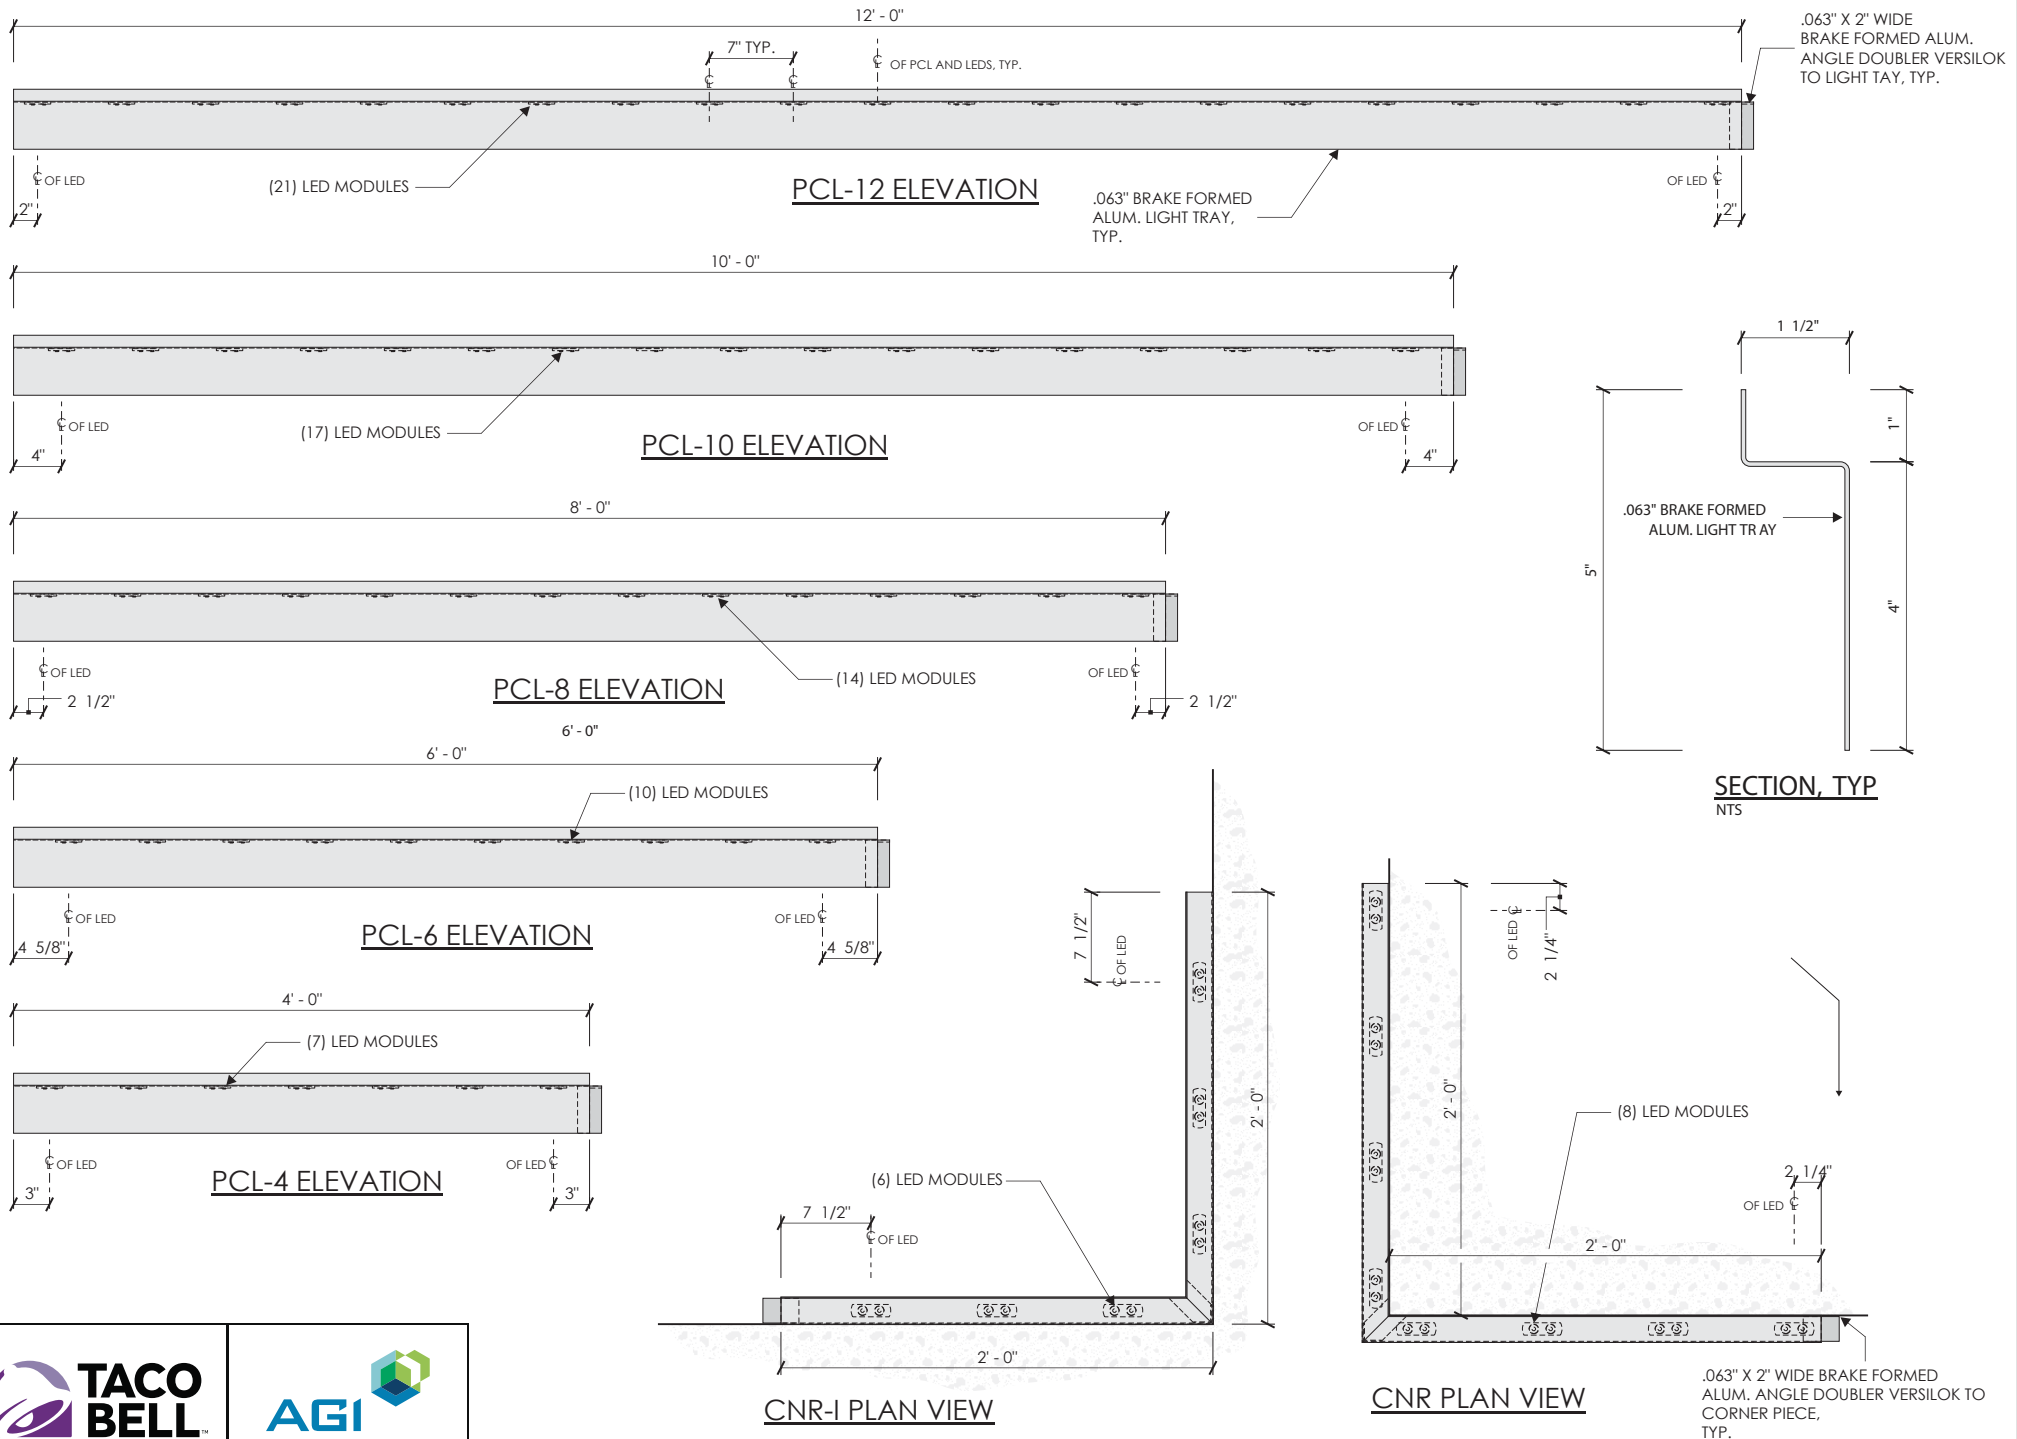 12' - 0"
.063" X 2" WIDE
BRAKE FORMED ALUM.
ANGLE DOUBLER VERSILOK
TO LIGHT TAY, TYP.
7" TYP.
℄ OF PCL AND LEDS, TYP.
℄
℄
℄ OF LED
2"
(21) LED MODULES
PCL-12 ELEVATION
.063" BRAKE FORMED
ALUM. LIGHT TRAY,
TYP.
OF LED ℄
2"
10' - 0"
℄ OF LED
4"
(17) LED MODULES
PCL-10 ELEVATION
OF LED ℄
4"
1 1/2"
1"
.063" BRAKE FORMED
ALUM. LIGHT TR AY
5"
4"
SECTION, TYP
NTS
8' - 0"
℄ OF LED
2 1/2"
PCL-8 ELEVATION
(14) LED MODULES
OF LED ℄
2 1/2"
6' - 0"
6' - 0"
(10) LED MODULES
℄ OF LED
4 5/8"
PCL-6 ELEVATION
OF LED ℄
4 5/8"
4' - 0"
(7) LED MODULES
℄ OF LED
3"
PCL-4 ELEVATION
OF LED ℄
3"
7 1/2"
℄ OF LED
2' - 0"
(6) LED MODULES
7 1/2"
℄ OF LED
2' - 0"
CNR-I PLAN VIEW
OF LED ℄
2 1/4"
2' - 0"
(8) LED MODULES
2 1/4"
OF LED ℄
2' - 0"
CNR PLAN VIEW
.063" X 2" WIDE BRAKE FORMED
ALUM. ANGLE DOUBLER VERSILOK TO
CORNER PIECE,
TYP.
TACO
BELL™
AGI